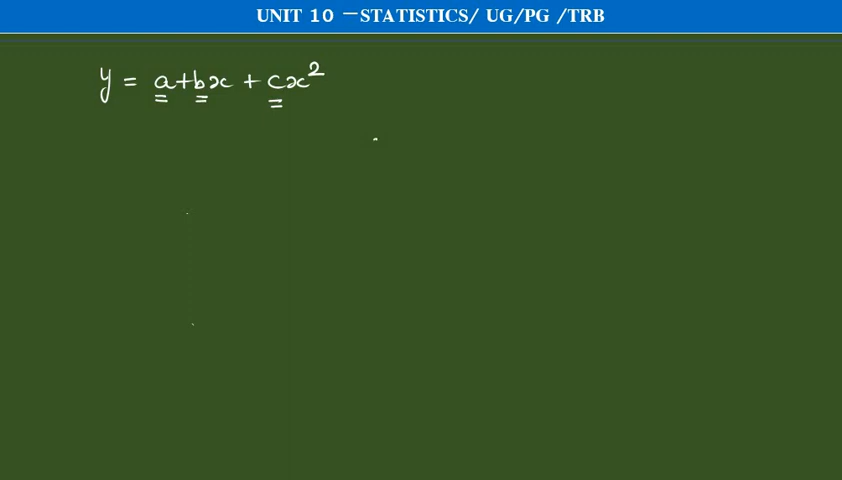 UNIT 10 —STATISTICS/ UG/PG /TRB
y = a+bx + cx²